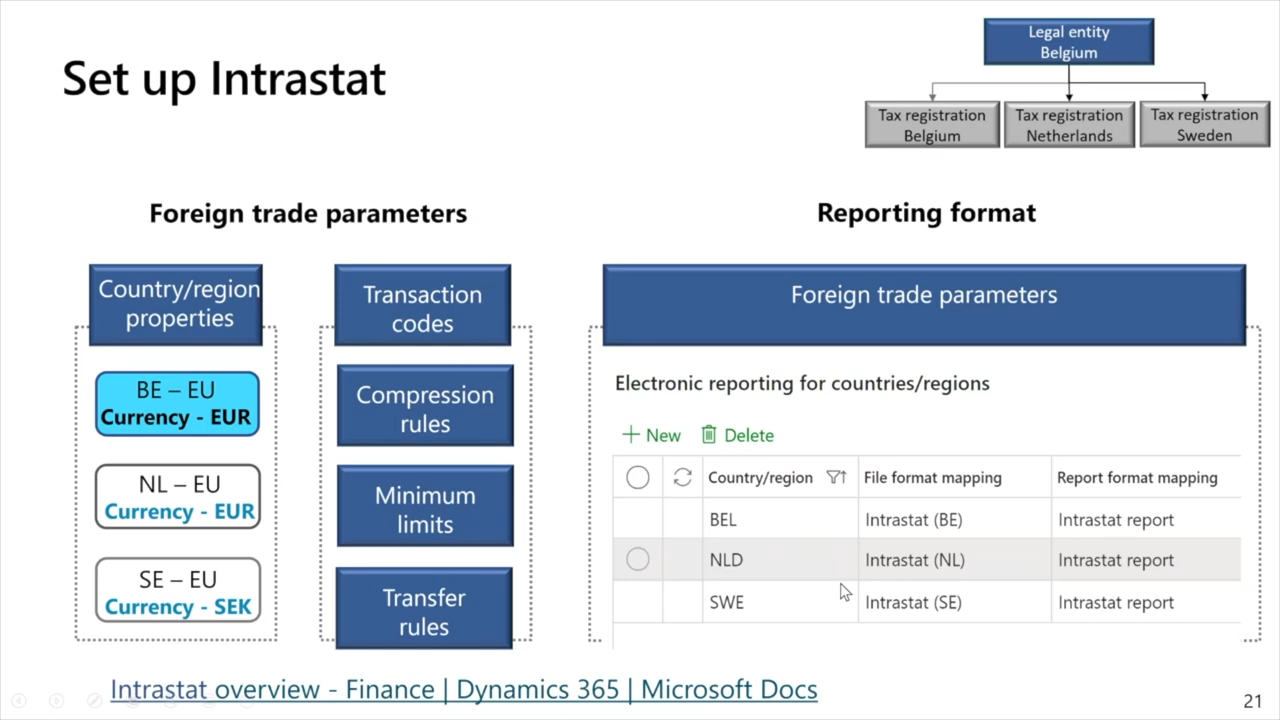 Set up Intrastat
Legal entity
Belgium
Tax registration
Belgium
Tax registration
Netherlands
Tax registration
Sweden
Foreign trade parameters
Country/region
properties
BE – EU
Currency - EUR
NL – EU
Currency - EUR
SE – EU
Currency - SEK
Transaction
codes
Compression
rules
Minimum
limits
Transfer
rules
Reporting format
Foreign trade parameters
Electronic reporting for countries/regions
New Delete
Country/region File format mapping Report format mapping
BEL Intrastat (BE) Intrastat report
NLD Intrastat (NL) Intrastat report
SWE Intrastat (SE) Intrastat report
Intrastat overview - Finance | Dynamics 365 | Microsoft Docs
21